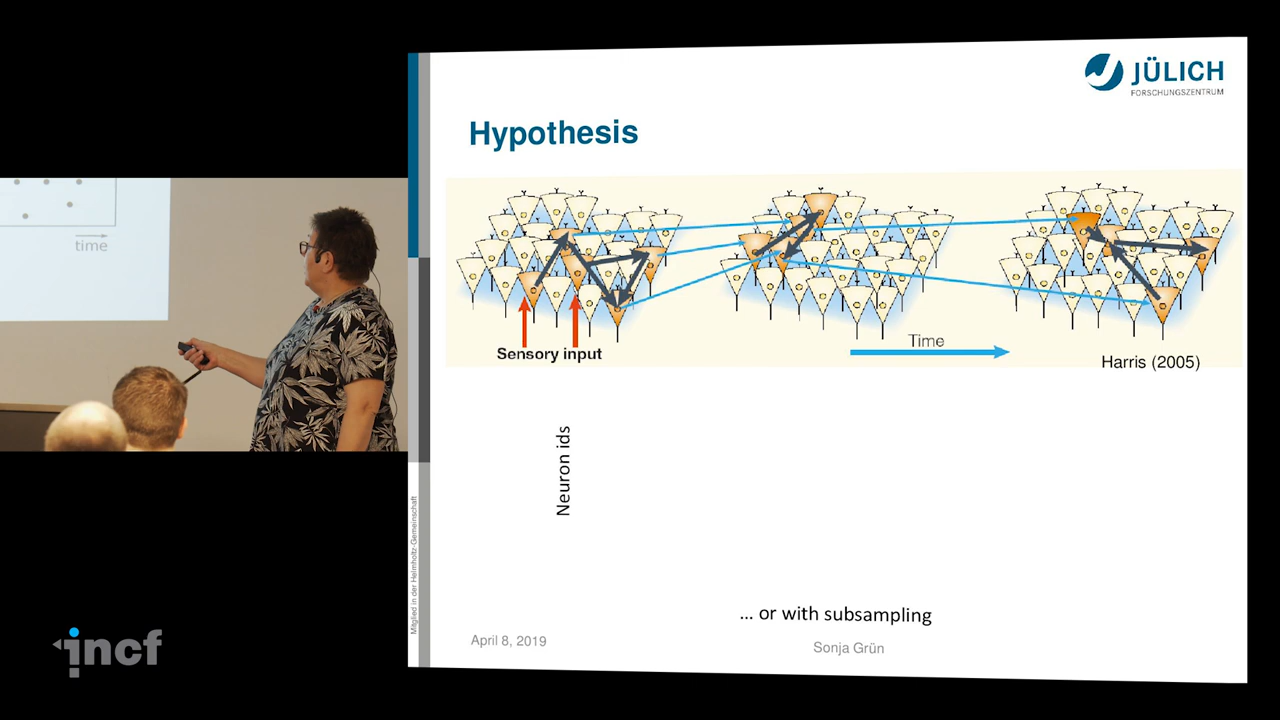 time
JÜLICH
FORSCHUNGSZENTRUM
Hypothesis
Sensory input
Time
Harris (2005)
Neuron ids
... or with subsampling
Mitglied in der Helmholtz-Gemeinschaft
April 8, 2019
Sonja Grün
incf